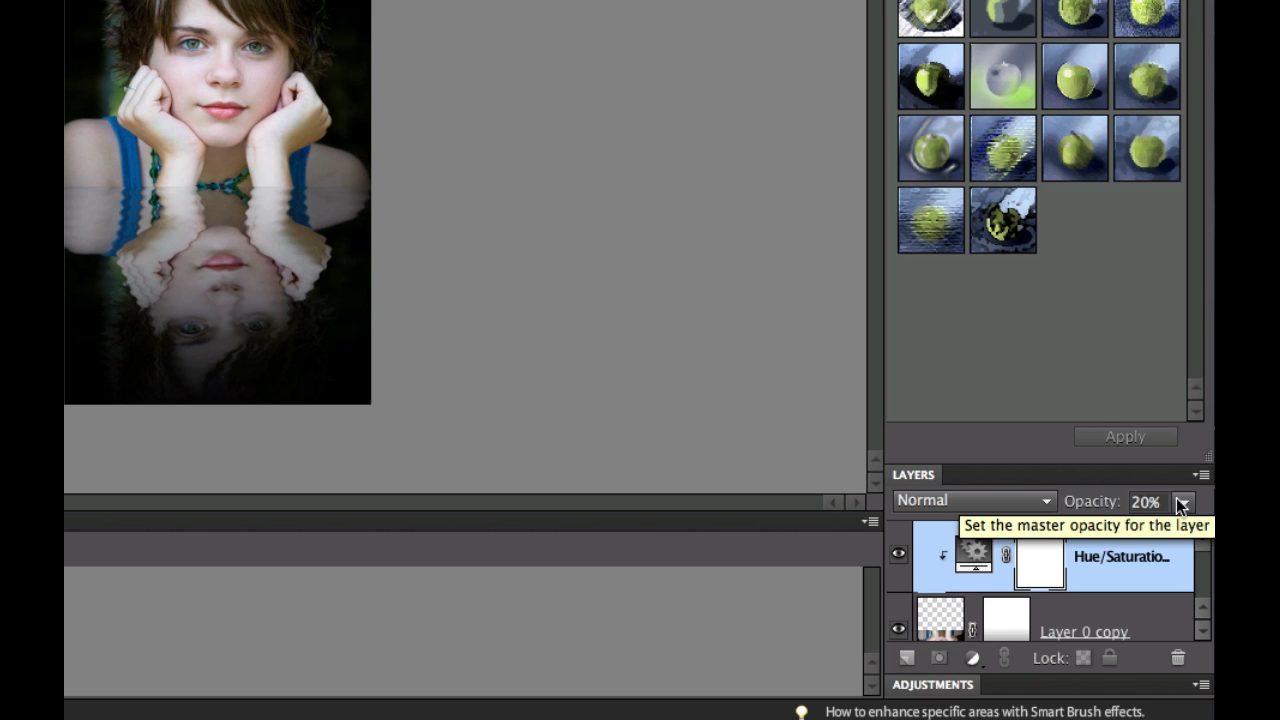 Apply
LAYERS
Normal
Opacity: 20%
Set the master opacity for the layer
Hue/Saturatio...
Layer 0 copy
Lock:
ADJUSTMENTS
How to enhance specific areas with Smart Brush effects.